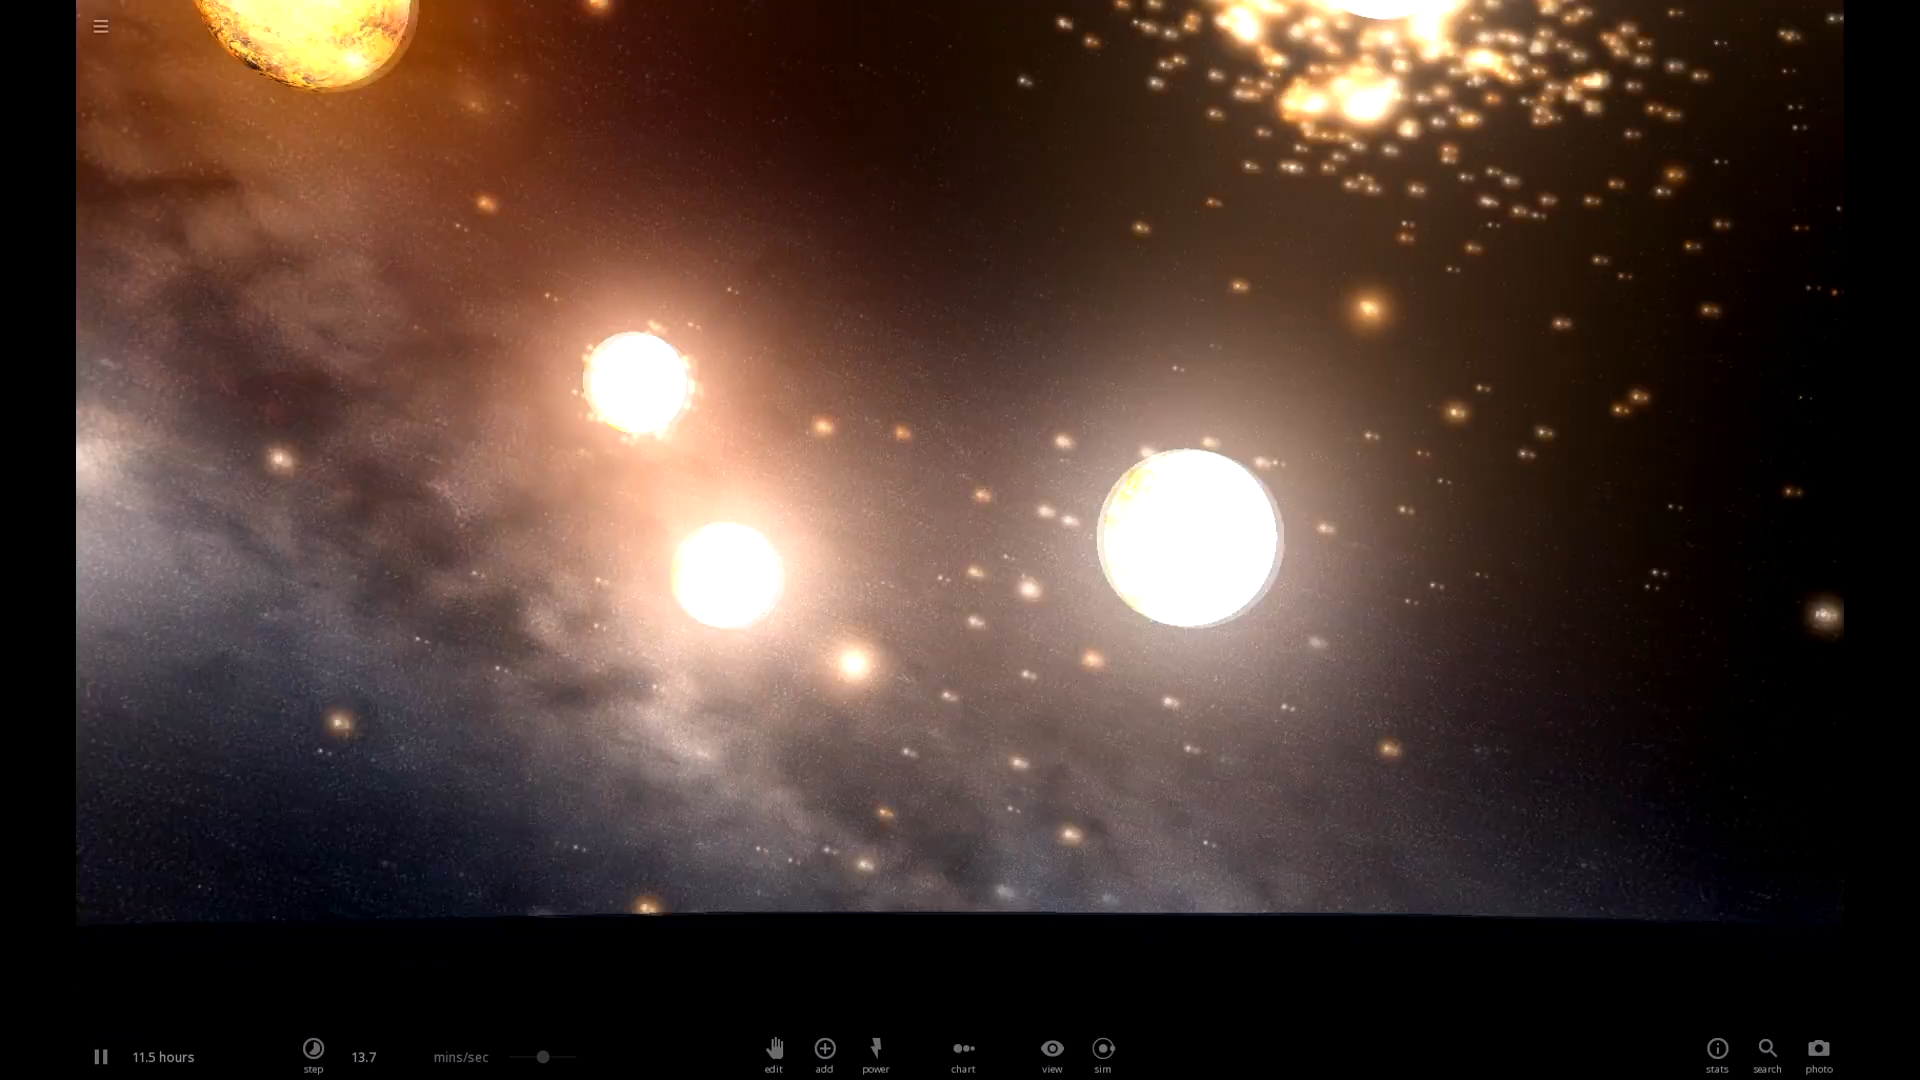 11.5 hours
step
13.7
mins/sec
edit
add
power
chart
view
sim
stats
search
photo